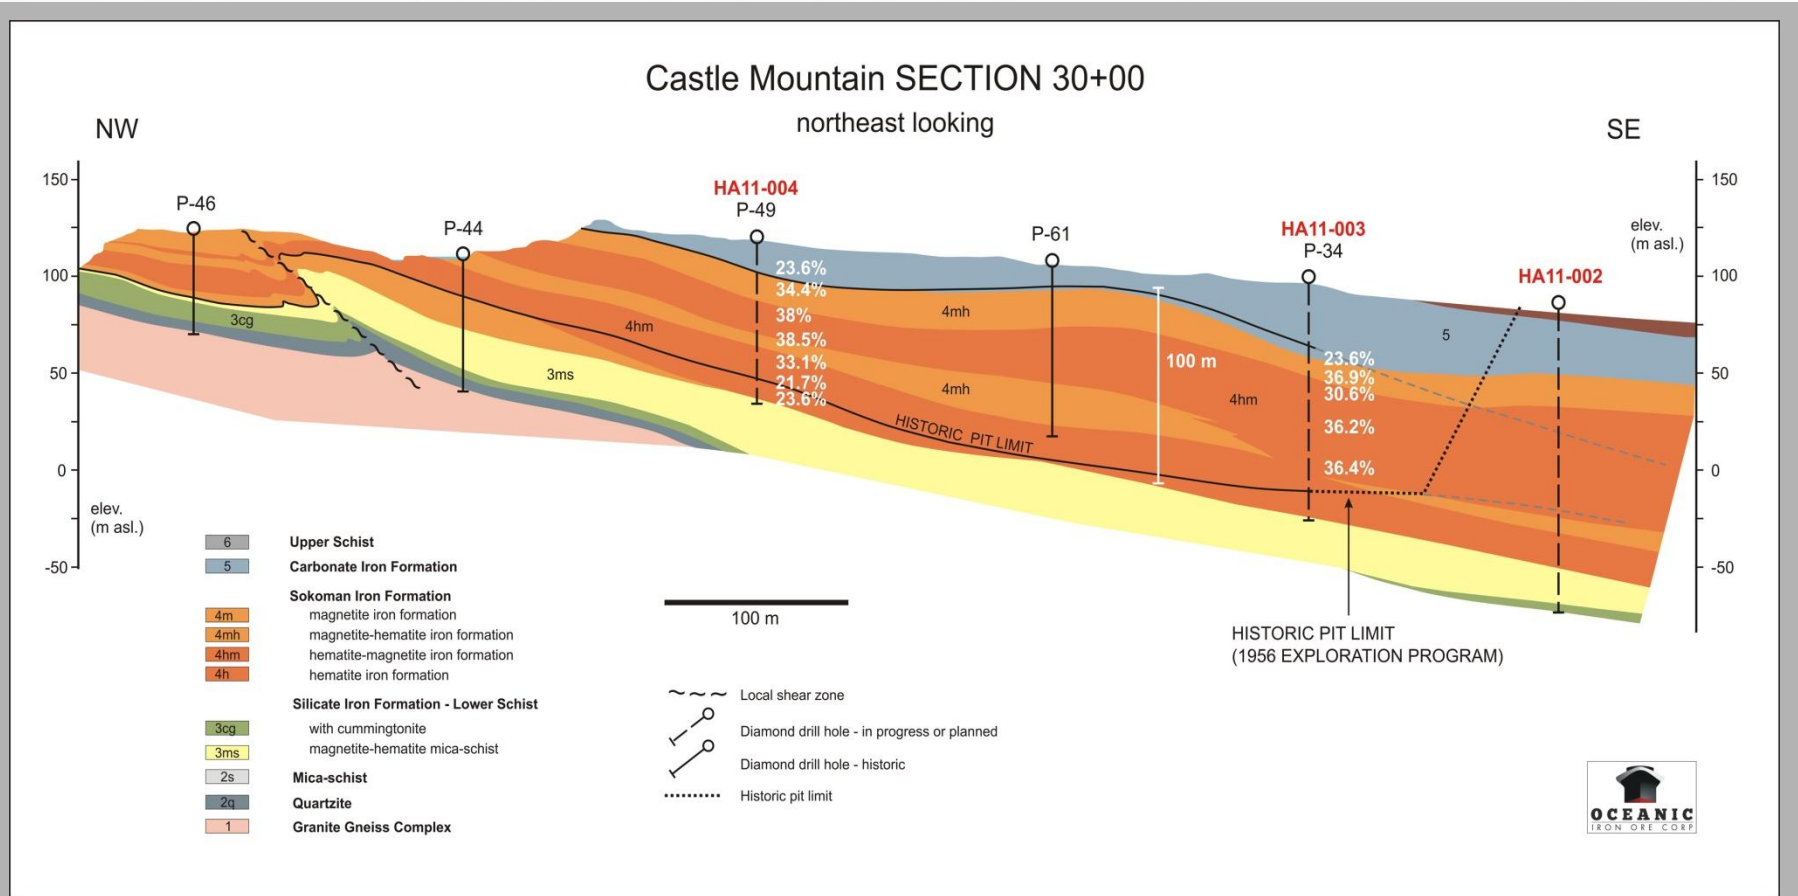 Castle Mountain SECTION 30+00
northeast looking
NW
SE
150
100
50
0
-50
elev.
(m asl.)
150
100
50
0
-50
elev.
(m asl.)
P-46
P-44
HA11-004
P-49
P-61
HA11-003
P-34
HA11-002
23.6%
34.4%
38%
38.5%
33.1%
21.7%
23.6%
23.6%
36.9%
30.6%
36.2%
36.4%
3cg
3ms
4hm
4mh
4mh
4hm
5
100 m
HISTORIC PIT LIMIT
HISTORIC PIT LIMIT
(1956 EXPLORATION PROGRAM)
6 Upper Schist
5 Carbonate Iron Formation
Sokoman Iron Formation
4m magnetite iron formation
4mh magnetite-hematite iron formation
4hm hematite-magnetite iron formation
4h hematite iron formation
Silicate Iron Formation - Lower Schist
3cg with cummingtonite
3ms magnetite-hematite mica-schist
2s Mica-schist
2q Quartzite
1 Granite Gneiss Complex
100 m
Local shear zone
Diamond drill hole - in progress or planned
Diamond drill hole - historic
Historic pit limit
OCEANIC
IRON ORE CORP